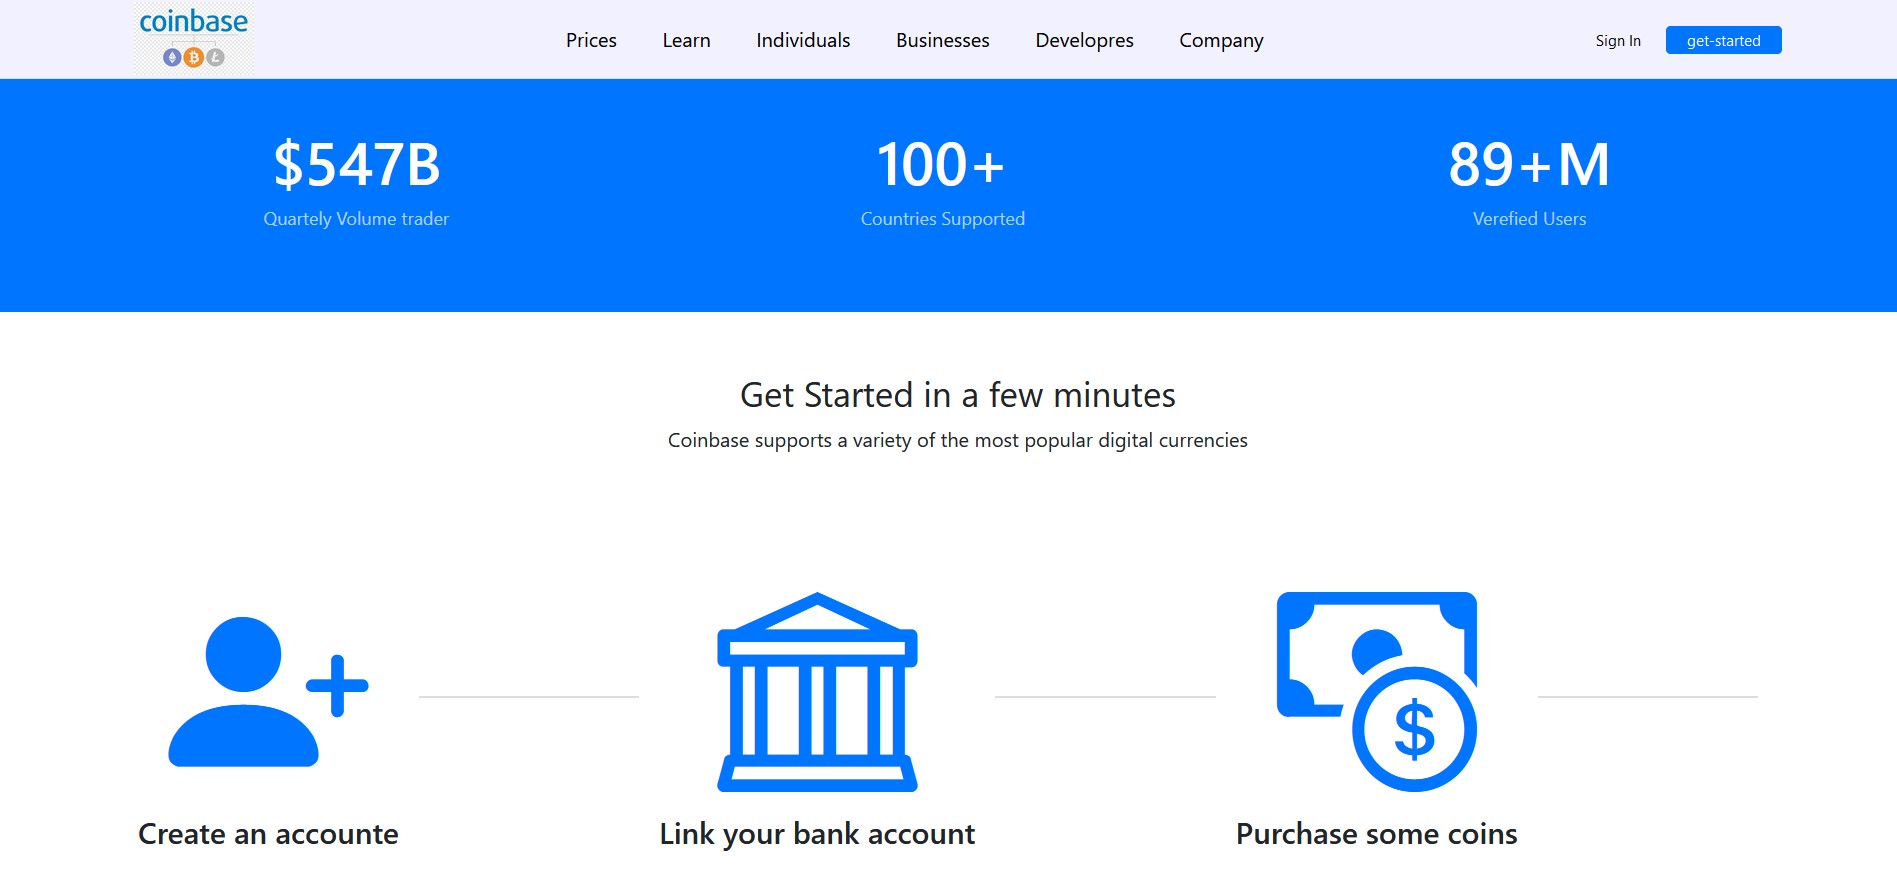 coinbase
Prices Learn Individuals Businesses Developres Company Sign In get-started
$547B 100+ 89+M
Quartely Volume trader Countries Supported Verefied Users
Get Started in a few minutes
Coinbase supports a variety of the most popular digital currencies
$
Create an accounte Link your bank account Purchase some coins